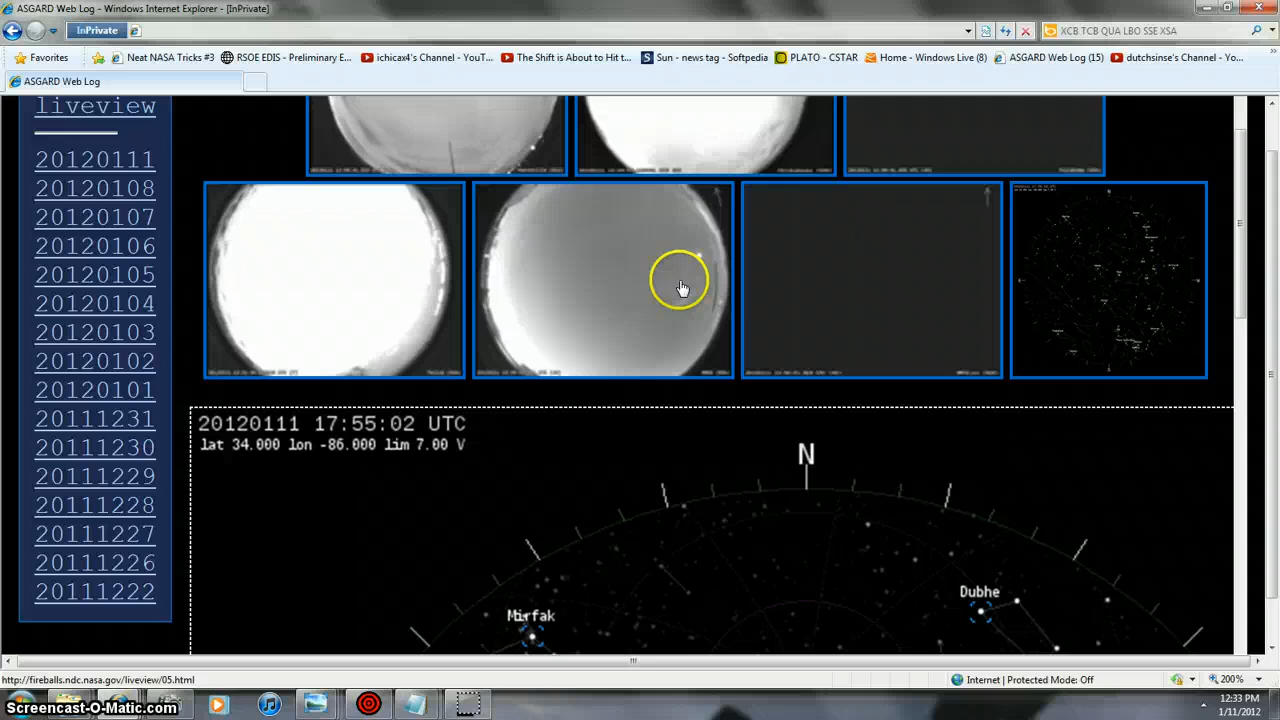 ASGARD Web Log - Windows Internet Explorer - [InPrivate]
InPrivate
XCB TCB QUA LBO SSE XSA
Favorites
Neat NASA Tricks #3
RSOE EDIS - Preliminary E...
ichicax4's Channel - YouT...
The Shift is About to Hit t...
Sun - news tag - Softpedia
PLATO - CSTAR
Home - Windows Live (8)
ASGARD Web Log (15)
dutchsinse's Channel - Yo...
ASGARD Web Log
liveview
20120111
20120108
20120107
20120106
20120105
20120104
20120103
20120102
20120101
20111231
20111230
20111229
20111228
20111227
20111226
20111222
20120111 17:55:02 UTC
lat 34.000 lon -86.000 lim 7.00 V
N
Dubhe
Mirfak
http://fireballs.ndc.nasa.gov/liveview/05.html
Internet | Protected Mode: Off
200%
Screencast-O-Matic.com
12:33 PM
1/11/2012